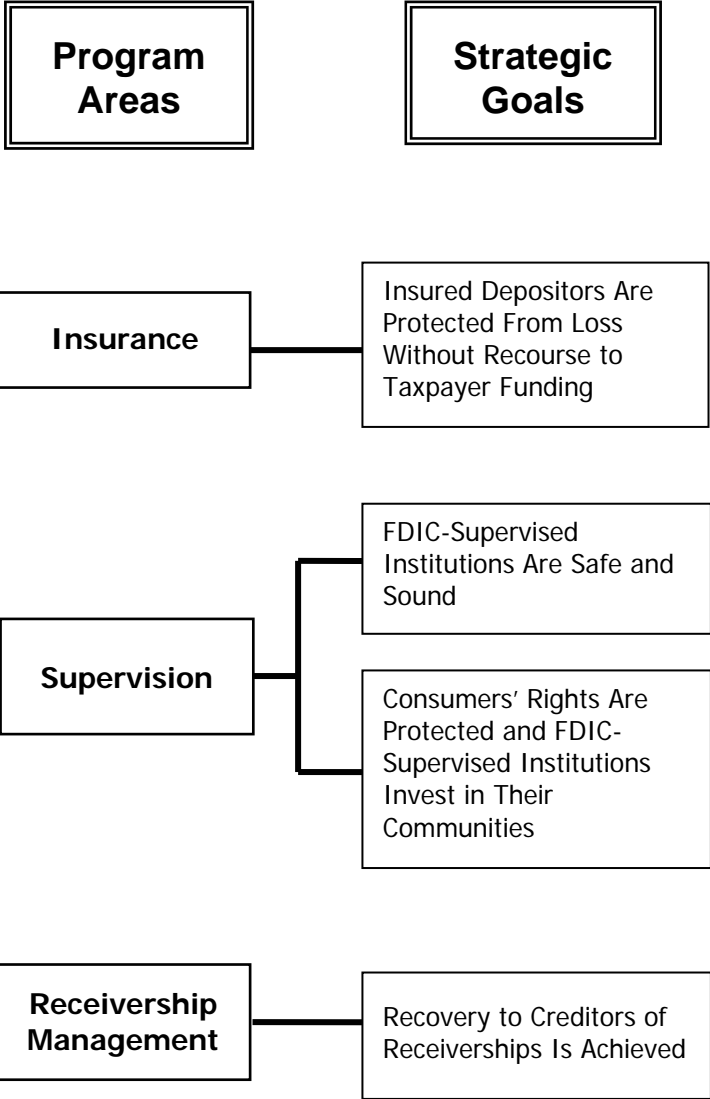 Program
Areas
Strategic
Goals
Insurance
Insured Depositors Are
Protected From Loss
Without Recourse to
Taxpayer Funding
Supervision
FDIC-Supervised
Institutions Are Safe and
Sound
Consumers’ Rights Are
Protected and FDIC-
Supervised Institutions
Invest in Their
Communities
Receivership
Management
Recovery to Creditors of
Receiverships Is Achieved